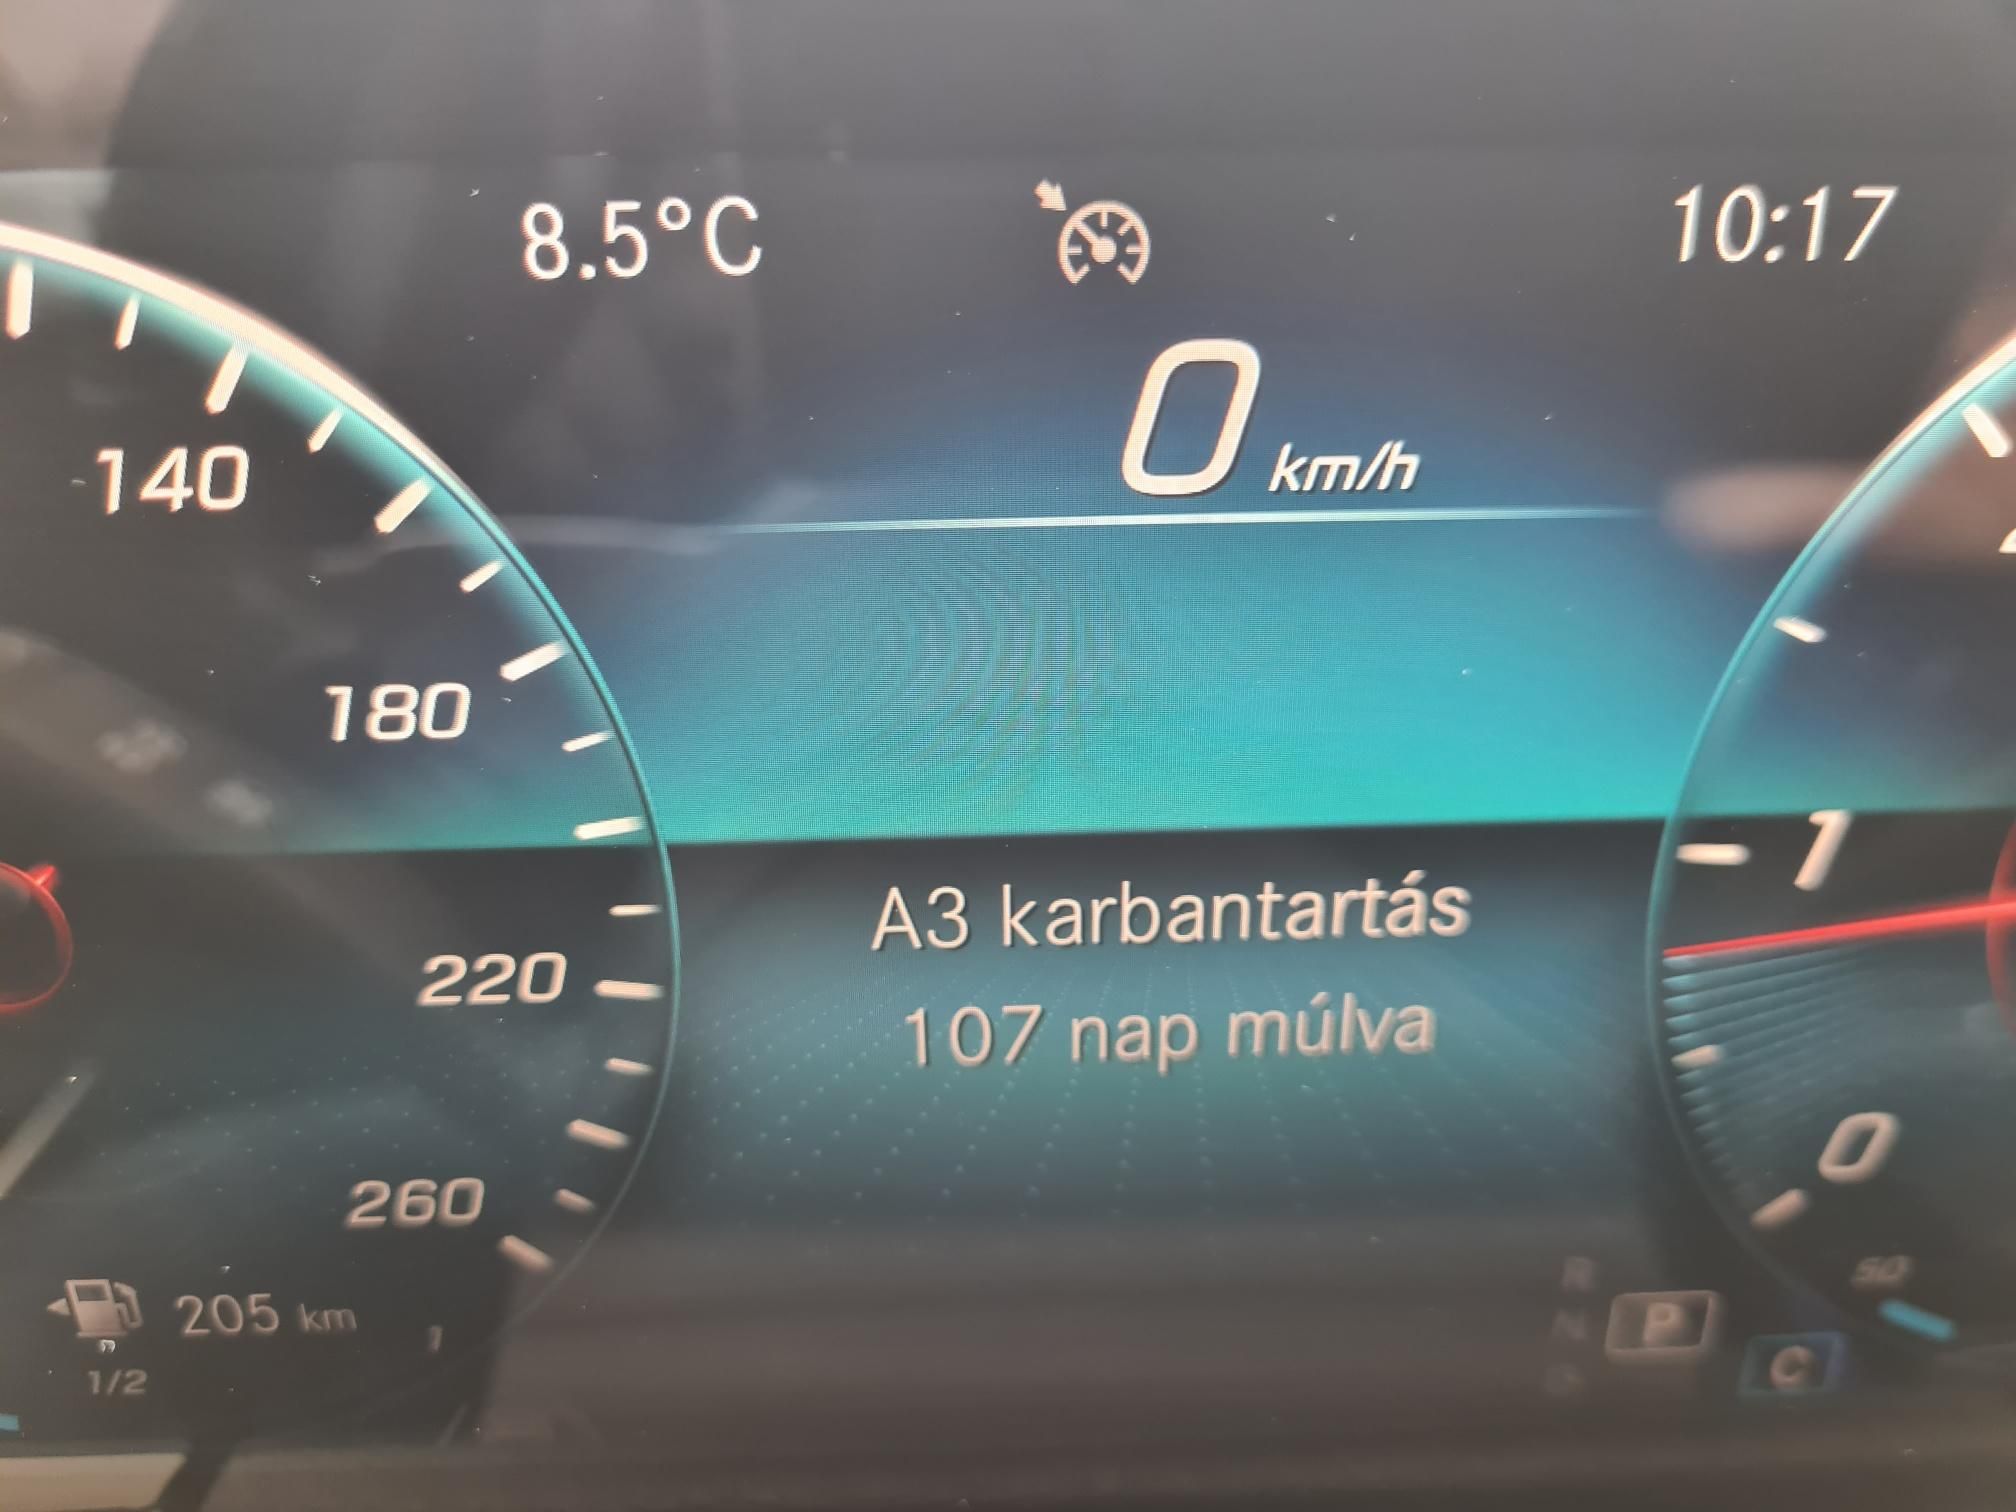 8.5°C
10:17
0 km/h
140
180
220
260
A3 karbantartás
107 nap múlva
1
0
205 km
1/2
R
N
P
C
50